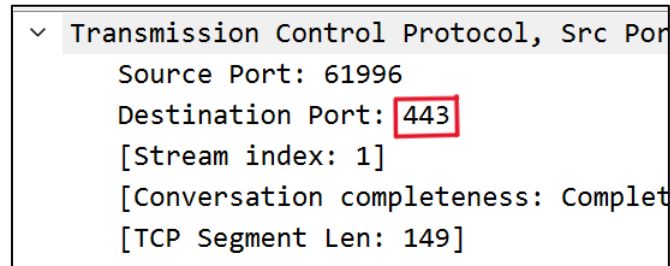 Transmission Control Protocol, Src Por
Source Port: 61996
Destination Port: 443
[Stream index: 1]
[Conversation completeness: Complet
[TCP Segment Len: 149]